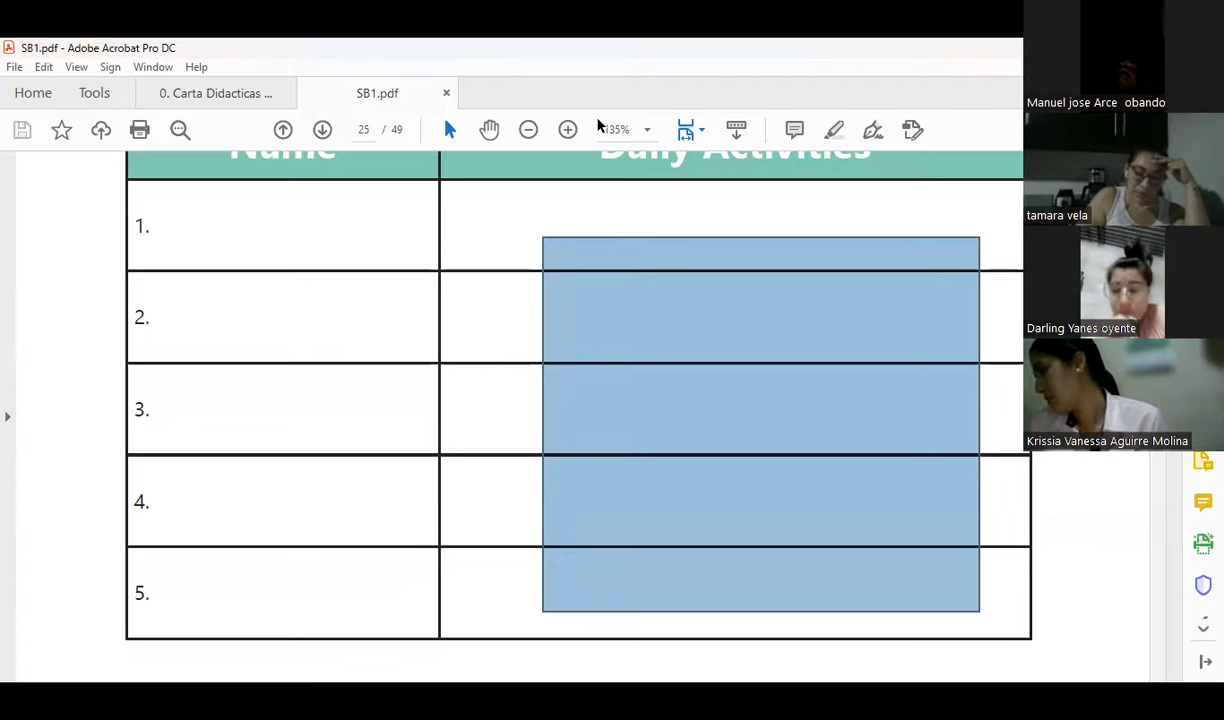 SB1.pdf - Adobe Acrobat Pro DC
File Edit View Sign Window Help
Home Tools 0. Carta Didacticas ... SB1.pdf ×
25 / 49 135%
Name Daily Activities
1.
2.
3.
4.
5.
Manuel jose Arce obando
tamara vela
Darling Yanes oyente
Krissia Vanessa Aguirre Molina